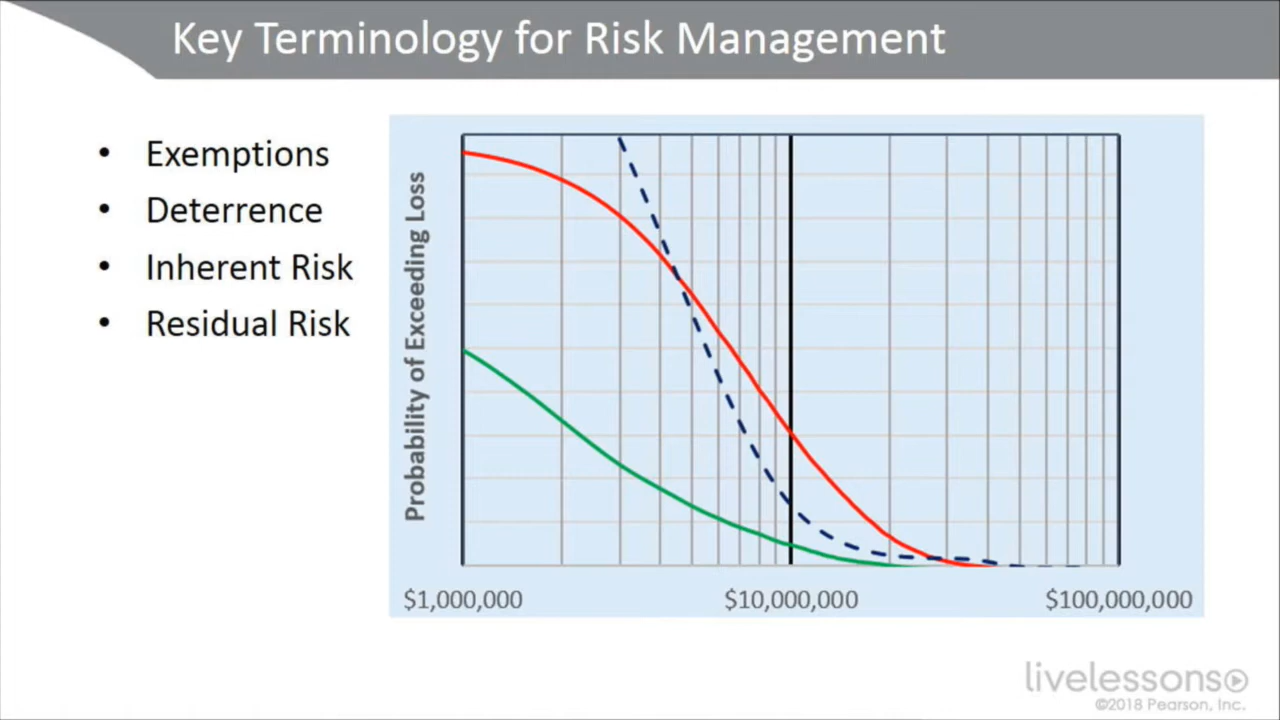 Key Terminology for Risk Management
• Exemptions
• Deterrence
• Inherent Risk
• Residual Risk
Probability of Exceeding Loss
$1,000,000
$10,000,000
$100,000,000
livelessons
©2018 Pearson, Inc.